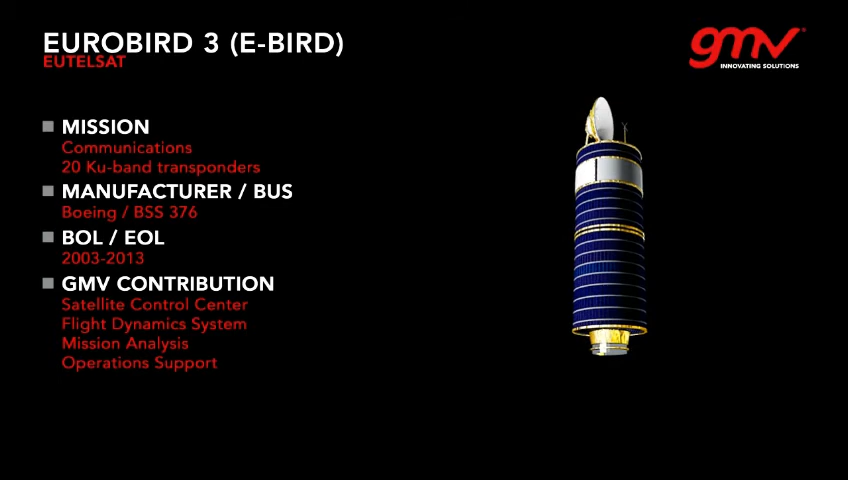 EUROBIRD 3 (E-BIRD)
EUTELSAT
gmv
INNOVATING SOLUTIONS
MISSION
Communications
20 Ku-band transponders
MANUFACTURER / BUS
Boeing / BSS 376
BOL / EOL
2003-2013
GMV CONTRIBUTION
Satellite Control Center
Flight Dynamics System
Mission Analysis
Operations Support